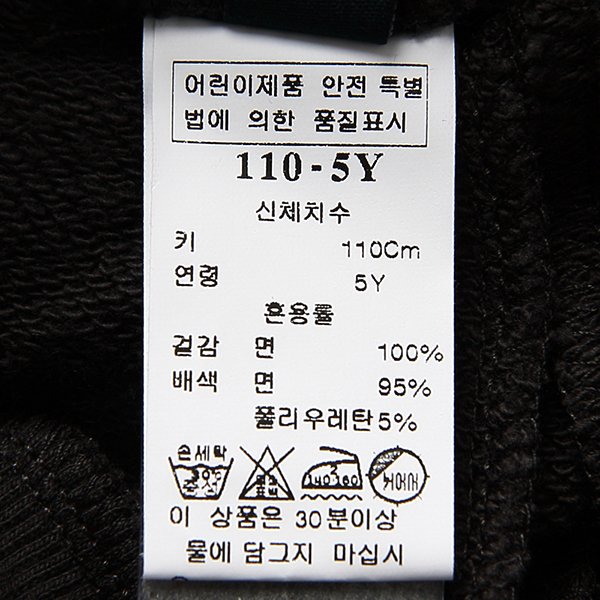 어린이제품 안전 특별
법에 의한 품질표시
110-5Y
신체치수
키 110Cm
연령 5Y
혼용률
겉감 면 100%
배색 면 95%
폴리우레탄 5%
손세탁
30 중성 3 140-160
이 상품은 30분이상
물에 담그지 마십시